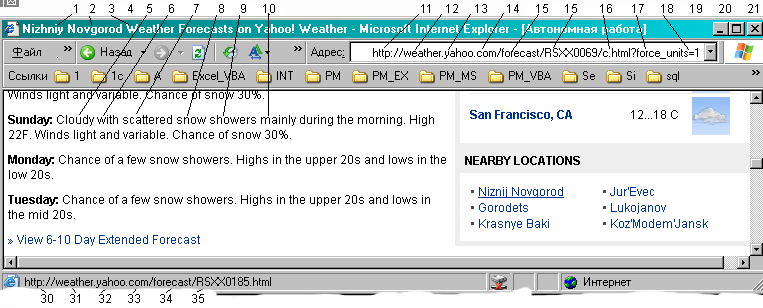 1 2 3 4 5 6 7 8 9 10 11 12 13 14 15 15 16 17 18 19 20 21
Nizhniy Novgorod Weather Forecasts on Yahoo! Weather - Microsoft Internet Explorer - [Автономная работа]
Файл » Назад » Адрес: http://weather.yahoo.com/forecast/RSXX0069/c.html?force_units=1
Ссылки 1 1c A Excel_VBA INT PM PM_EX PM_MS PM_VBA Se Si sql
Winds light and variable. Chance of snow 30%.
Sunday: Cloudy with scattered snow showers mainly during the morning. High
22F. Winds light and variable. Chance of snow 30%.
Monday: Chance of a few snow showers. Highs in the upper 20s and lows in the
low 20s.
Tuesday: Chance of a few snow showers. Highs in the upper 20s and lows in
the mid 20s.
» View 6-10 Day Extended Forecast
San Francisco, CA 12...18 C
NEARBY LOCATIONS
▪ Niznij Novgorod ▪ Jur'Evec
▪ Gorodets ▪ Lukojanov
▪ Krasnye Baki ▪ Koz'Modem'Jansk
http://weather.yahoo.com/forecast/RSXX0185.html Интернет
30 31 32 33 34 35